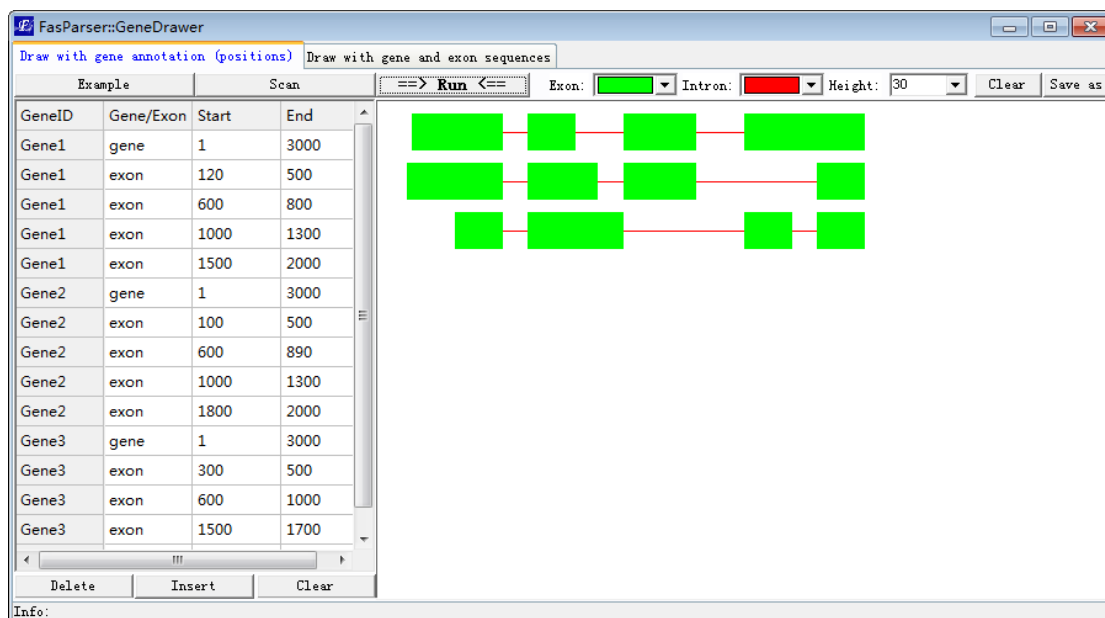 FasParser::GeneDrawer
Draw with gene annotation (positions) Draw with gene and exon sequences
Example Scan ==> Run <== Exon: Intron: Height: 30 Clear Save as
GeneID Gene/Exon Start End
Gene1 gene 1 3000
Gene1 exon 120 500
Gene1 exon 600 800
Gene1 exon 1000 1300
Gene1 exon 1500 2000
Gene2 gene 1 3000
Gene2 exon 100 500
Gene2 exon 600 890
Gene2 exon 1000 1300
Gene2 exon 1800 2000
Gene3 gene 1 3000
Gene3 exon 300 500
Gene3 exon 600 1000
Gene3 exon 1500 1700
Delete Insert Clear
Info: